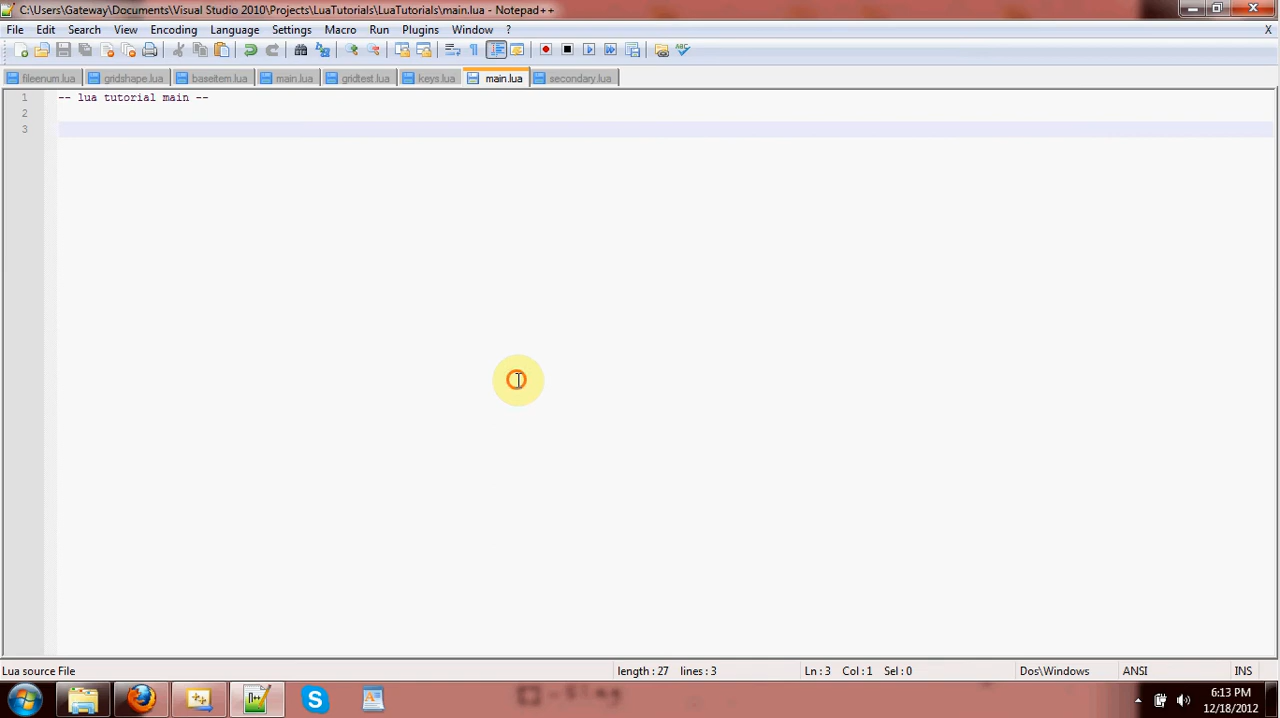 C:\Users\Gateway\Documents\Visual Studio 2010\Projects\LuaTutorials\LuaTutorials\main.lua - Notepad++
File Edit Search View Encoding Language Settings Macro Run Plugins Window ? X
fileenum.lua gridshape.lua baseitem.lua main.lua gridtest.lua keys.lua main.lua secondary.lua
1 -- lua tutorial main --
2
3
Lua source File length : 27 lines : 3 Ln : 3 Col : 1 Sel : 0 Dos\Windows ANSI INS
6:13 PM
12/18/2012